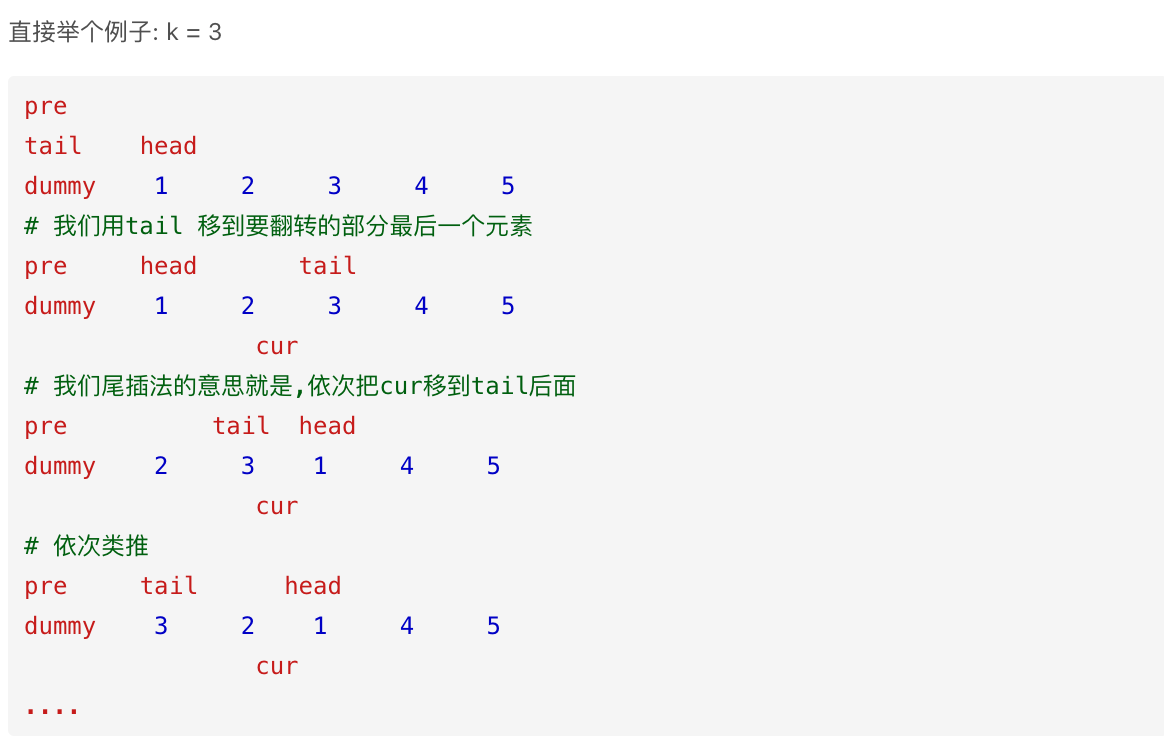 直接举个例子: k = 3
pre
tail    head
dummy    1     2     3     4     5
# 我们用tail 移到要翻转的部分最后一个元素
pre     head       tail
dummy    1     2     3     4     5
                cur
# 我们尾插法的意思就是,依次把cur移到tail后面
pre          tail  head
dummy    2     3    1     4     5
                cur
# 依次类推
pre     tail      head
dummy    3     2    1     4     5
                cur
....